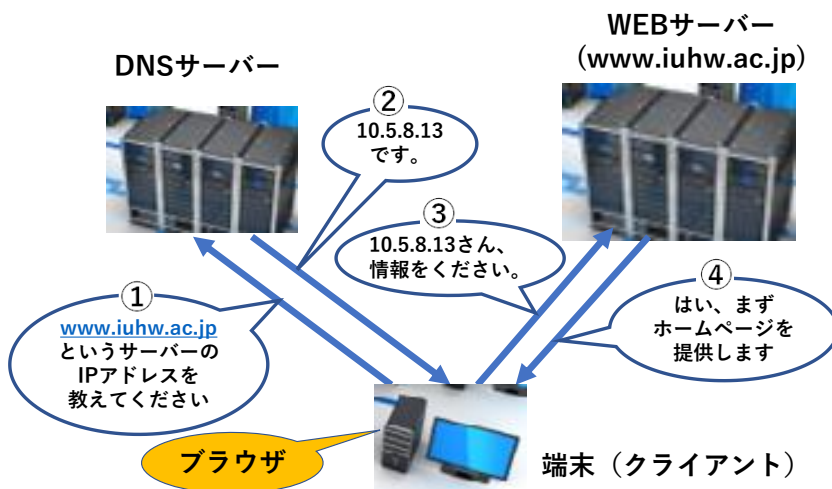 WEBサーバー
(www.iuhw.ac.jp)
DNSサーバー
②
10.5.8.13
です。
③
10.5.8.13さん、
情報をください。
①
www.iuhw.ac.jp
というサーバーの
IPアドレスを
教えてください
④
はい、まず
ホームページを
提供します
ブラウザ
端末（クライアント）